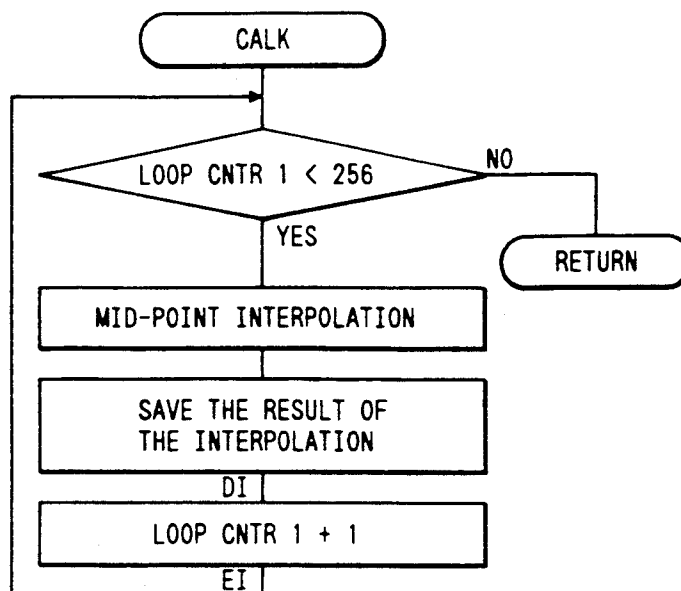 CALK
LOOP CNTR 1 < 256
NO
YES
RETURN
MID-POINT INTERPOLATION
SAVE THE RESULT OF
THE INTERPOLATION
DI
LOOP CNTR 1 + 1
EI